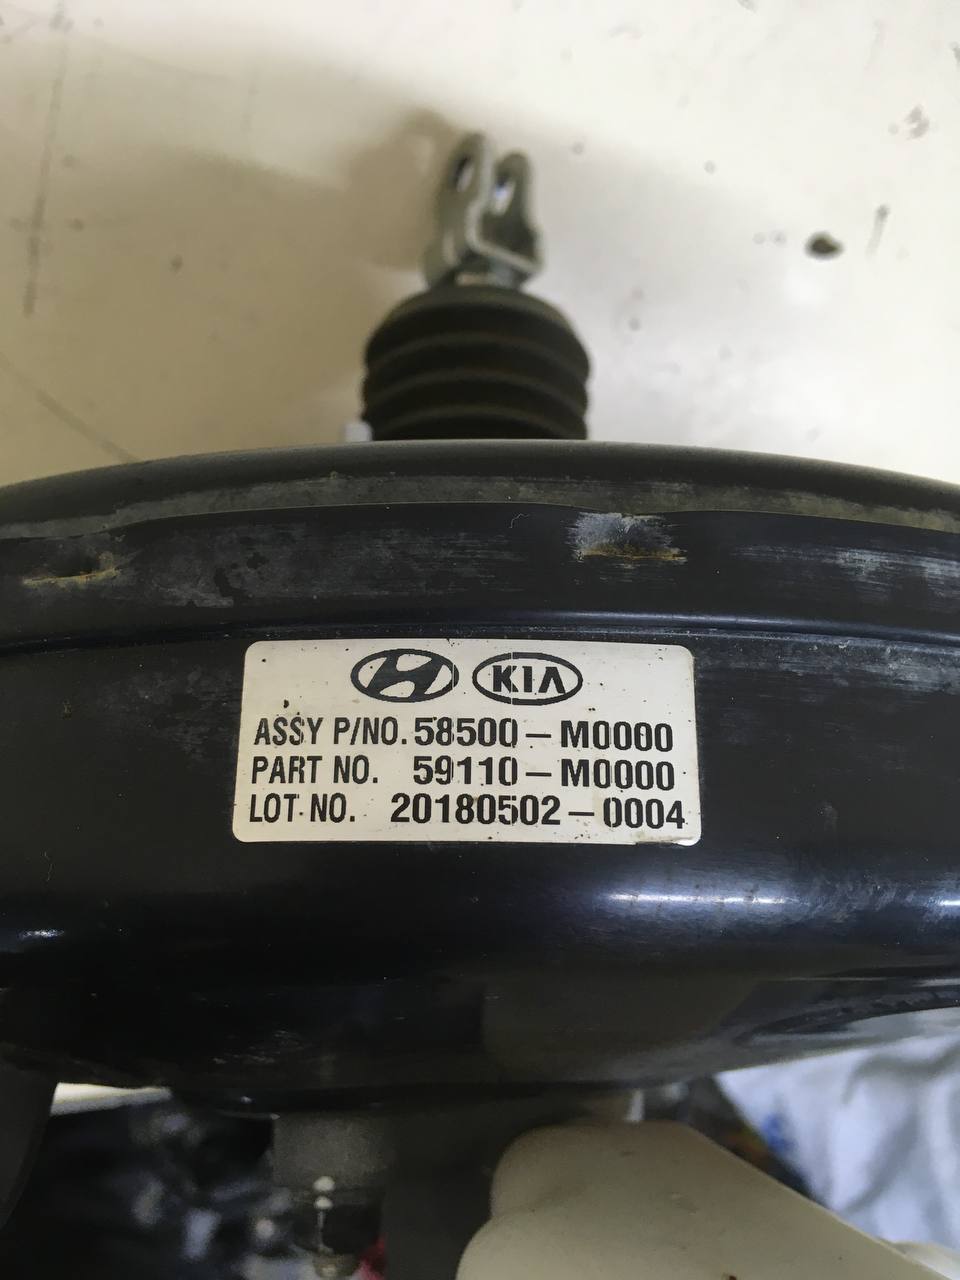 KIA
ASSY P/NO. 58500-M0000
PART NO. 59110-M0000
LOT NO. 20180502-0004